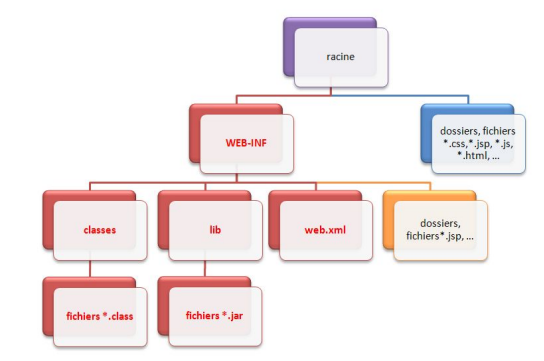 racine
WEB-INF
dossiers, fichiers
*.css,*.jsp, *.js,
*.html, ...
classes
lib
web.xml
dossiers,
fichiers*.jsp, ...
fichiers *.class
fichiers *.jar